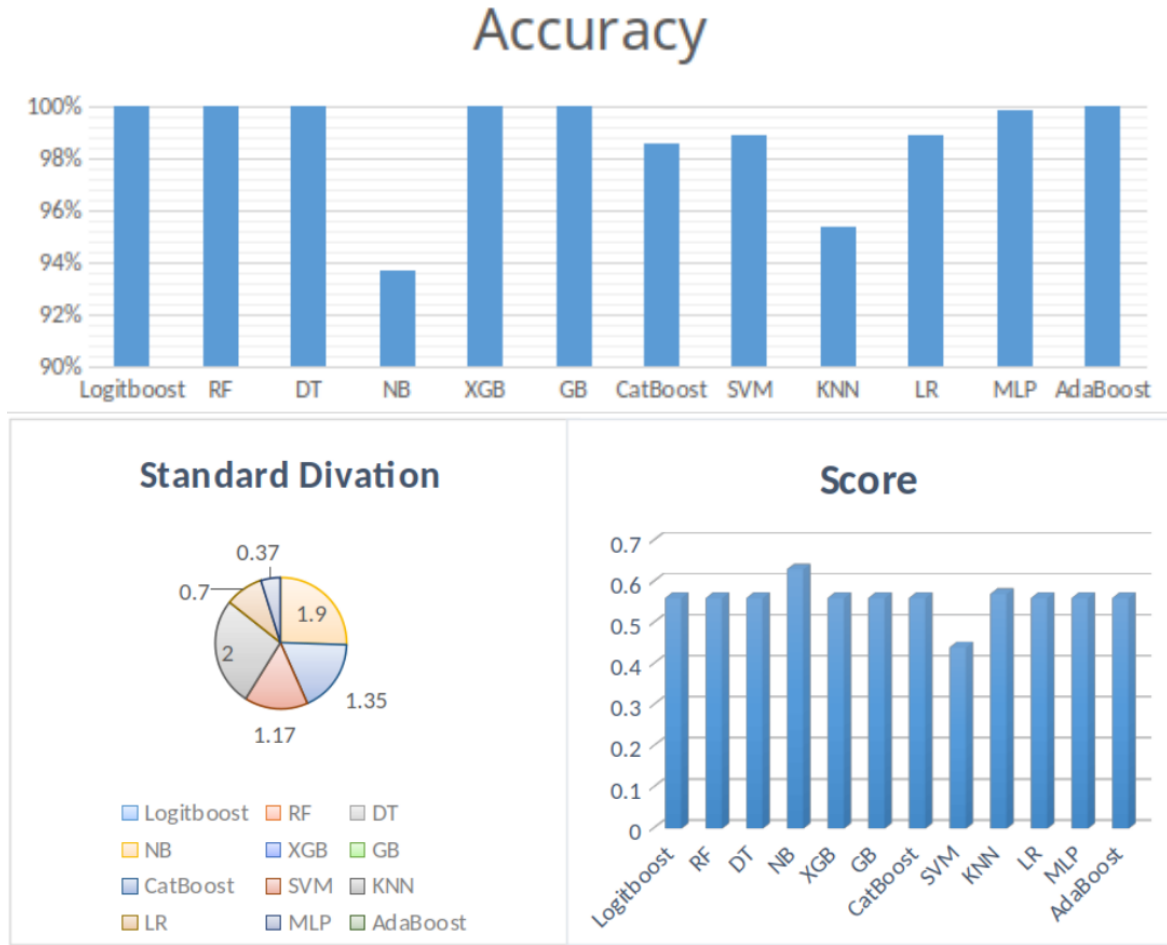 Accuracy
100%
98%
96%
94%
92%
90%
Logitboost RF DT NB XGB GB CatBoost SVM KNN LR MLP AdaBoost
Standard Divation
0.37
0.7
1.9
2
1.35
1.17
Logitboost RF DT
NB XGB GB
CatBoost SVM KNN
LR MLP AdaBoost
Score
0.7
0.6
0.5
0.4
0.3
0.2
0.1
0
Logitboost RF DT NB XGB GB CatBoost SVM KNN LR MLP AdaBoost